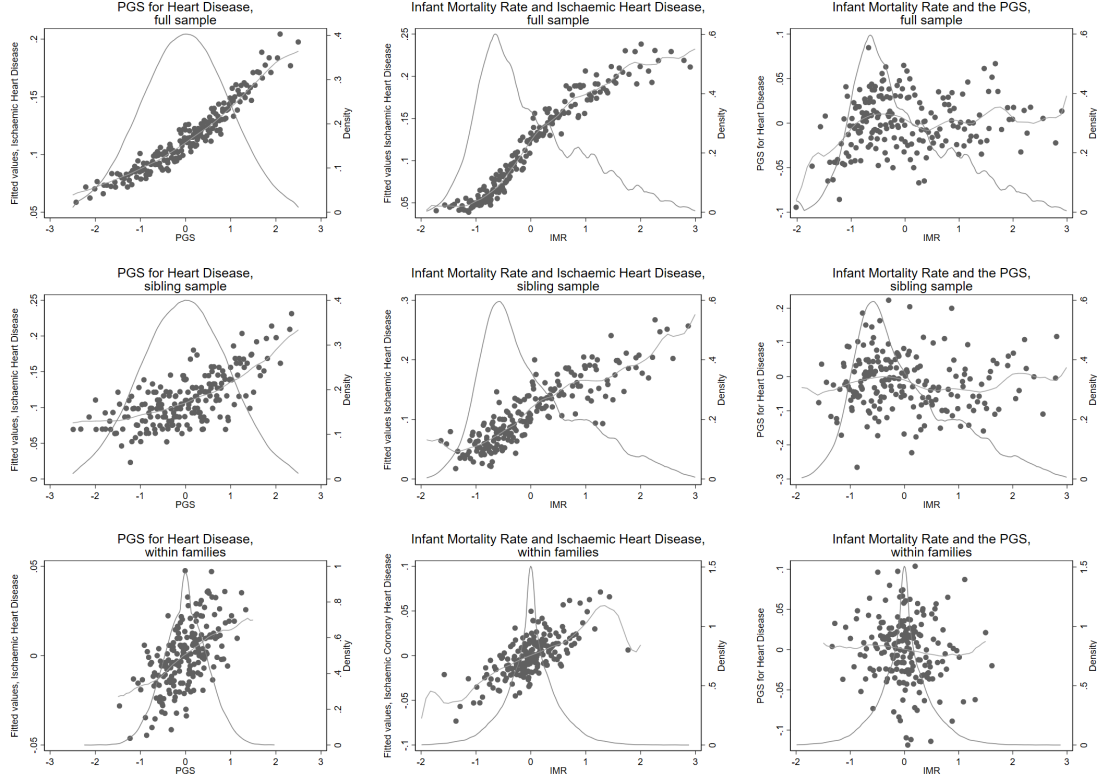 PGS for Heart Disease,
full sample
Fitted values Ischaemic Heart Disease
.05 .1 .15 .2
0 .1 .2 .3 .4
Density
-3 -2 -1 0 1 2 3
PGS
Infant Mortality Rate and Ischaemic Heart Disease,
full sample
Fitted values Ischaemic Heart Disease
.05 .1 .15 .2 .25
0 .2 .4 .6
Density
-2 -1 0 1 2 3
IMR
Infant Mortality Rate and the PGS,
full sample
PGS for Heart Disease
-.1 -.05 0 .05 .1
0 .2 .4 .6
Density
-2 -1 0 1 2 3
IMR
PGS for Heart Disease,
sibling sample
Fitted values Ischaemic Heart Disease
0 .05 .1 .15 .2 .25
0 .1 .2 .3 .4
Density
-3 -2 -1 0 1 2 3
PGS
Infant Mortality Rate and Ischaemic Heart Disease,
sibling sample
Fitted values, Ischaemic Heart Disease
0 .1 .2 .3
0 .2 .4 .6
Density
-2 -1 0 1 2 3
IMR
Infant Mortality Rate and the PGS,
sibling sample
PGS for Heart Disease
-.3 -.2 -.1 0 .1 .2
0 .2 .4 .6
Density
-2 -1 0 1 2 3
IMR
PGS for Heart Disease,
within families
Fitted values, Ischaemic Heart Disease
-.05 0 .05
0 .2 .4 .6 .8 1
Density
-3 -2 -1 0 1 2 3
PGS
Infant Mortality Rate and Ischaemic Heart Disease,
within families
Fitted values, Ischaemic Coronary Heart Disease
-.1 -.05 0 .05 .1
0 .5 1 1.5
Density
-2 -1 0 1 2 3
IMR
Infant Mortality Rate and the PGS,
within families
PGS for Heart Disease
-.1 -.05 0 .05 .1
0 .5 1 1.5
Density
-2 -1 0 1 2 3
IMR